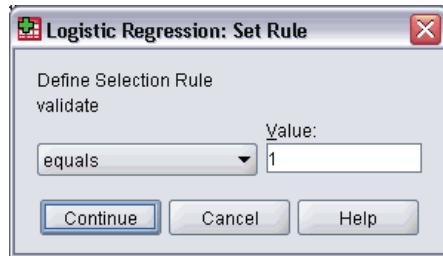 Logistic Regression: Set Rule
Define Selection Rule
validate
Value:
equals
1
Continue
Cancel
Help